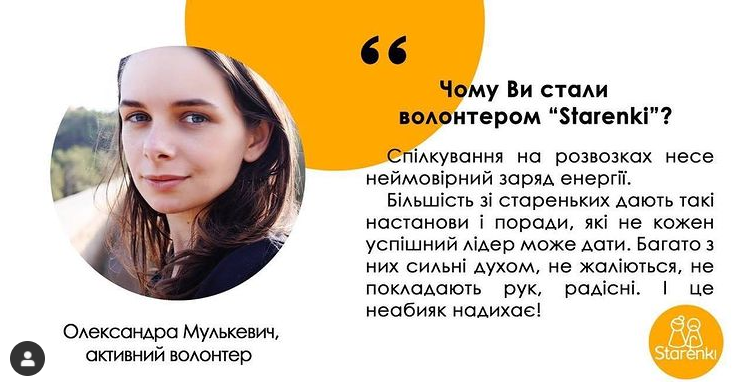 Чому Ви стали
волонтером “Starenki”?
Спілкування на розвозках несе
неймовірний заряд енергії.
Більшість зі стареньких дають такі
настанови і поради, які не кожен
успішний лідер може дати. Багато з
них сильні духом, не жаліються, не
покладають рук, радісні. І це
неабияк надихає!
Олександра Мулькевич,
активний волонтер
Starenki